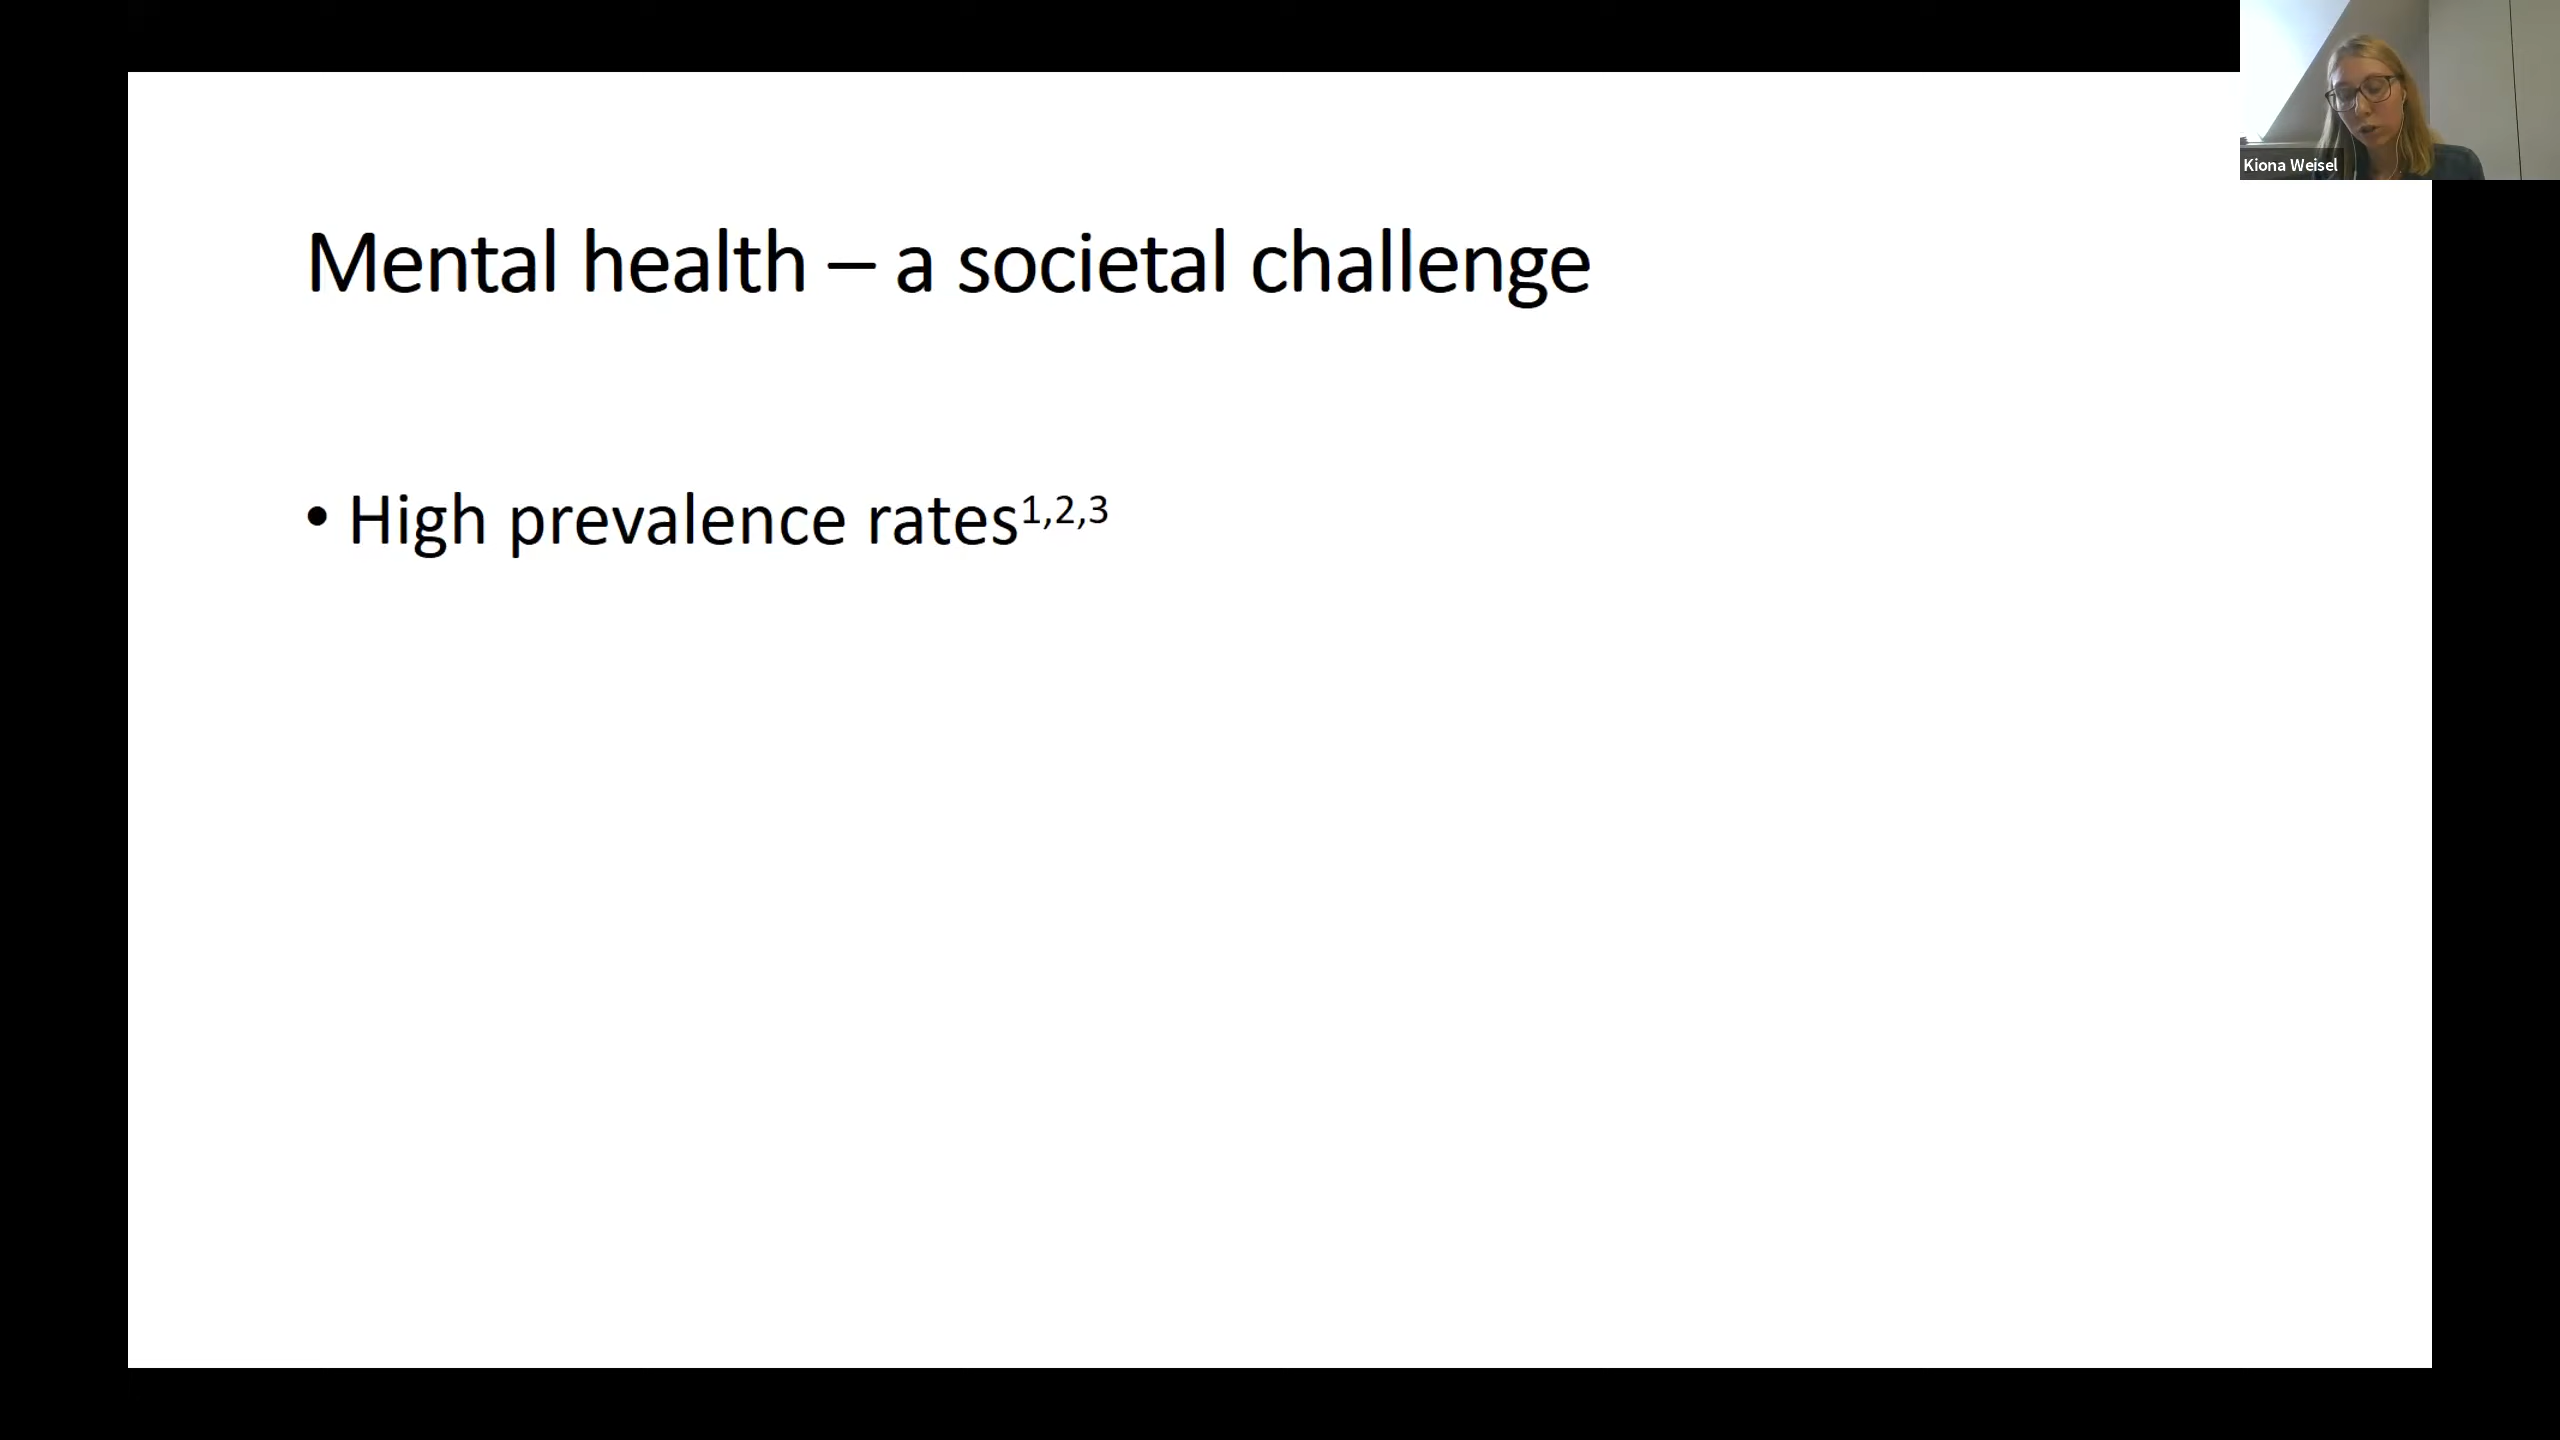 Kiona Weisel
Mental health – a societal challenge
• High prevalence rates1,2,3